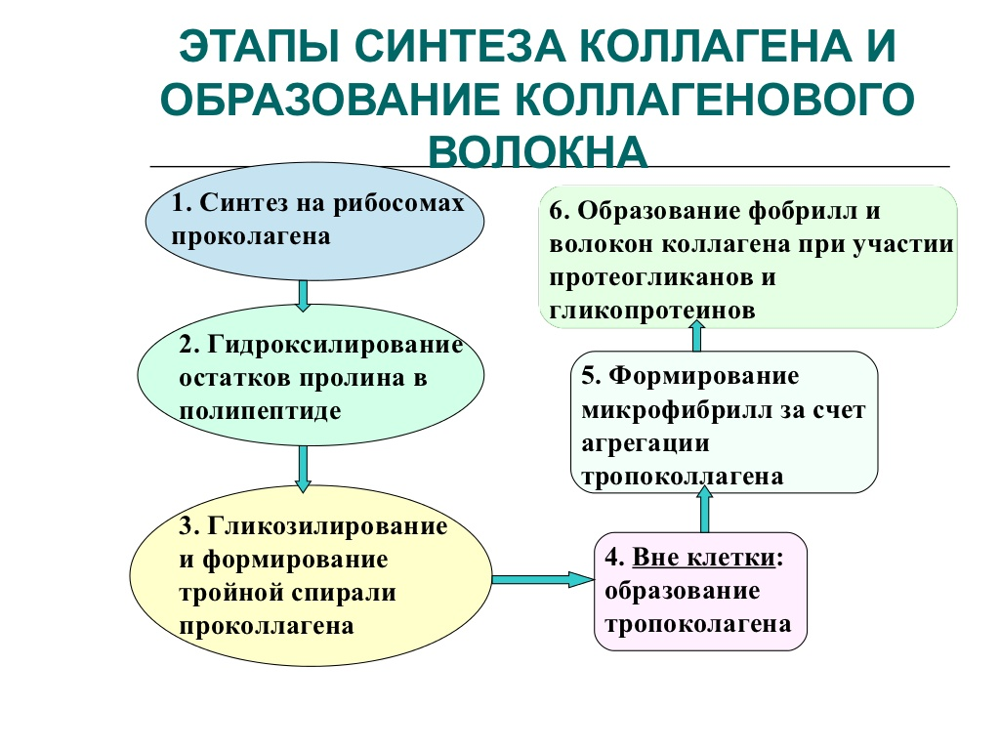 ЭТАПЫ СИНТЕЗА КОЛЛАГЕНА И
ОБРАЗОВАНИЕ КОЛЛАГЕНОВОГО
ВОЛОКНА
1. Синтез на рибосомах
проколагена
2. Гидроксилирование
остатков пролина в
полипептиде
3. Гликозилирование
и формирование
тройной спирали
проколлагена
4. Вне клетки:
образование
тропоколагена
5. Формирование
микрофибрилл за счет
агрегации
тропоколлагена
6. Образование фобрилл и
волокон коллагена при участии
протеогликанов и
гликопротеинов